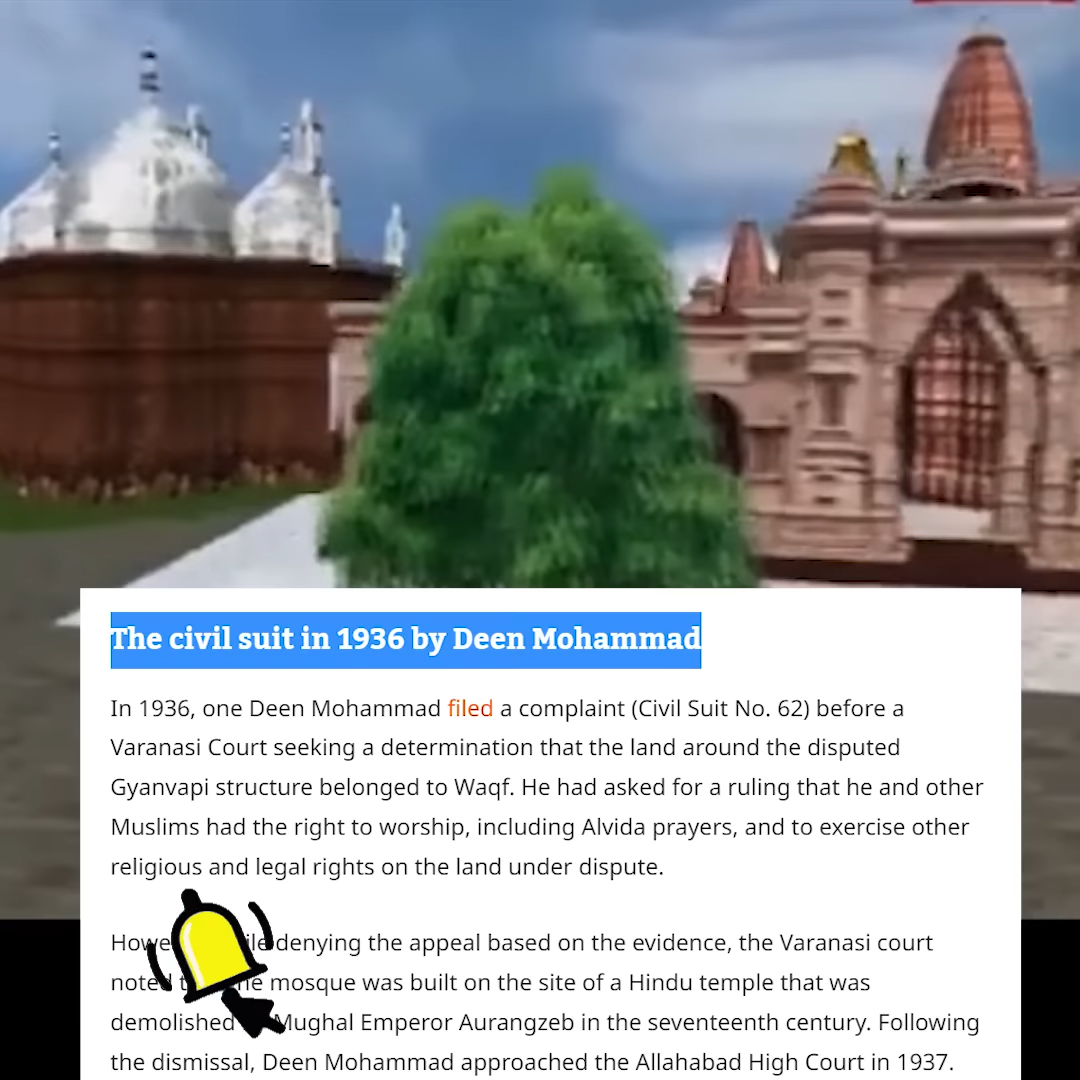 The civil suit in 1936 by Deen Mohammad
In 1936, one Deen Mohammad filed a complaint (Civil Suit No. 62) before a
Varanasi Court seeking a determination that the land around the disputed
Gyanvapi structure belonged to Waqf. He had asked for a ruling that he and other
Muslims had the right to worship, including Alvida prayers, and to exercise other
religious and legal rights on the land under dispute.
denying the appeal based on the evidence, the Varanasi court
noted mosque was built on the site of a Hindu temple that was
demolished Mughal Emperor Aurangzeb in the seventeenth century. Following
the dismissal, Deen Mohammad approached the Allahabad High Court in 1937.